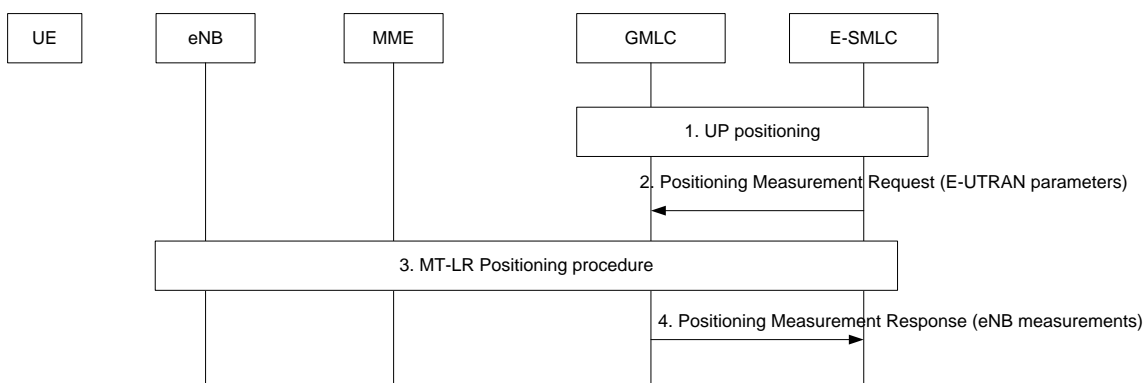 UE
eNB
MME
GMLC
E-SMLC
1. UP positioning
2. Positioning Measurement Request (E-UTRAN parameters)
3. MT-LR Positioning procedure
4. Positioning Measurement Response (eNB measurements)